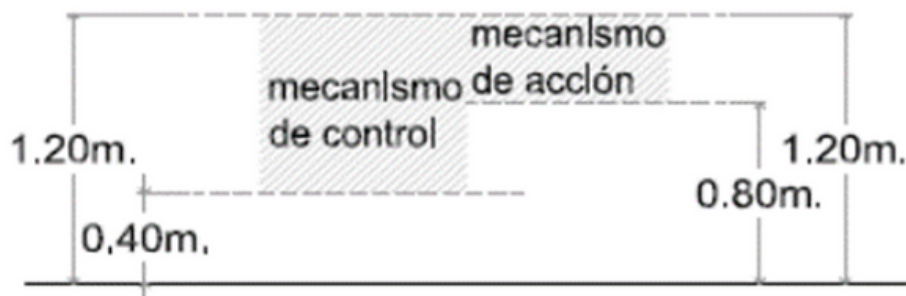 mecanismo
de acción
mecanismo
de control
1.20m.
1.20m.
0.80m.
0.40m.